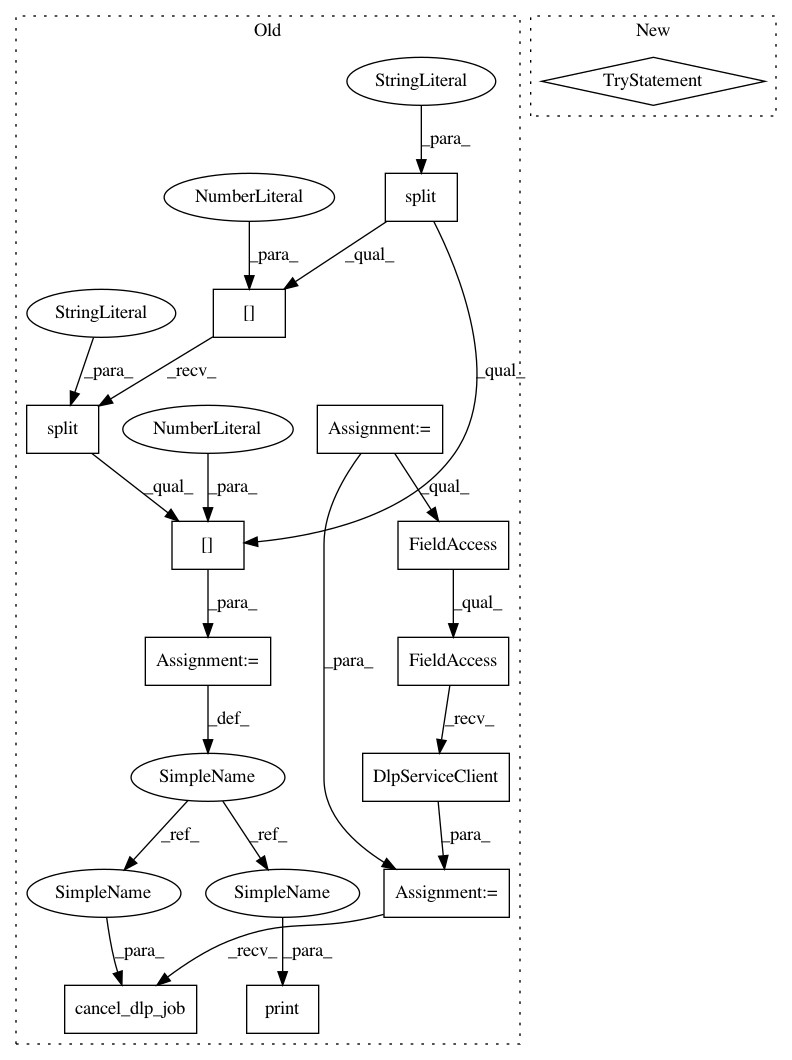 Old
New
StringLiteral
TryStatement
_para_
NumberLiteral
split
_para_
_qual_
StringLiteral
[]
_para_
_recv_
_qual_
split
NumberLiteral
Assignment:=
_qual_
_para_
_qual_
[]
FieldAccess
_para_
_qual_
Assignment:=
_para_
FieldAccess
_def_
_recv_
SimpleName
DlpServiceClient
_ref_
_ref_
_para_
SimpleName
SimpleName
Assignment:=
_para_
_recv_
_para_
cancel_dlp_job
print